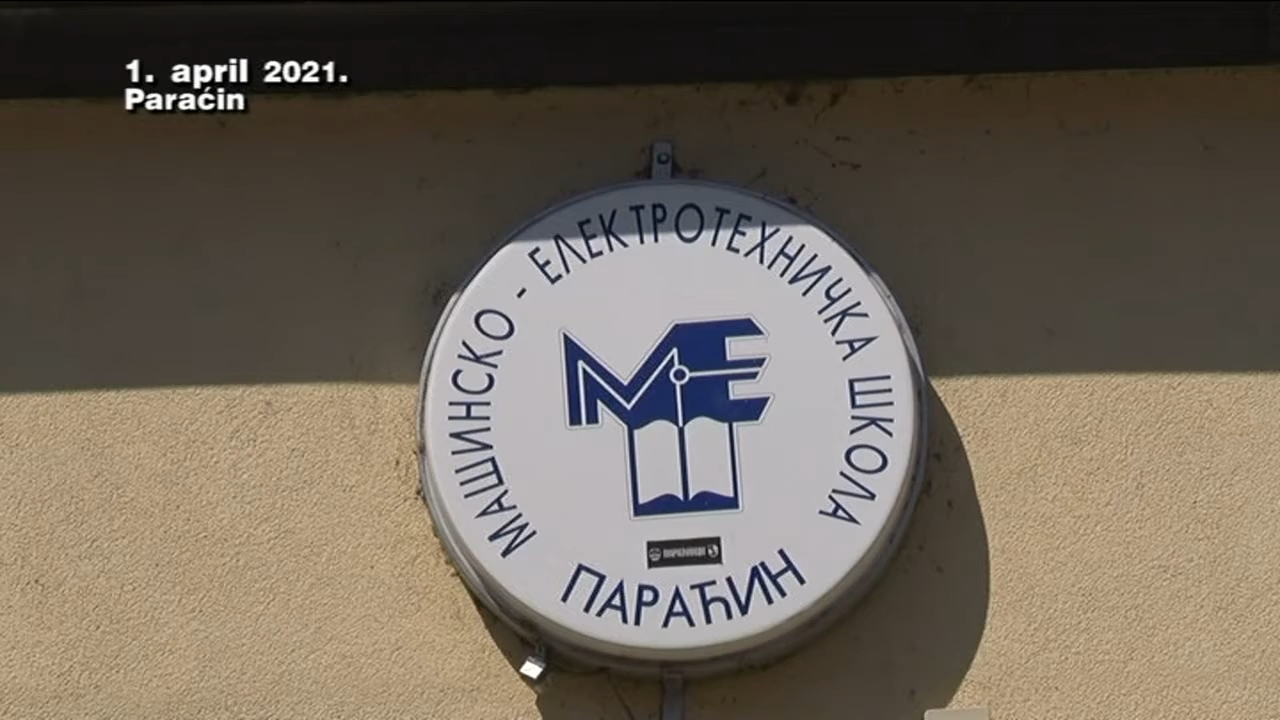 1. april 2021.
Paraćin
МАШИНСКО - ЕЛЕКТРОТЕХНИЧКА ШКОЛА
МЕ
ПАРАЋИН